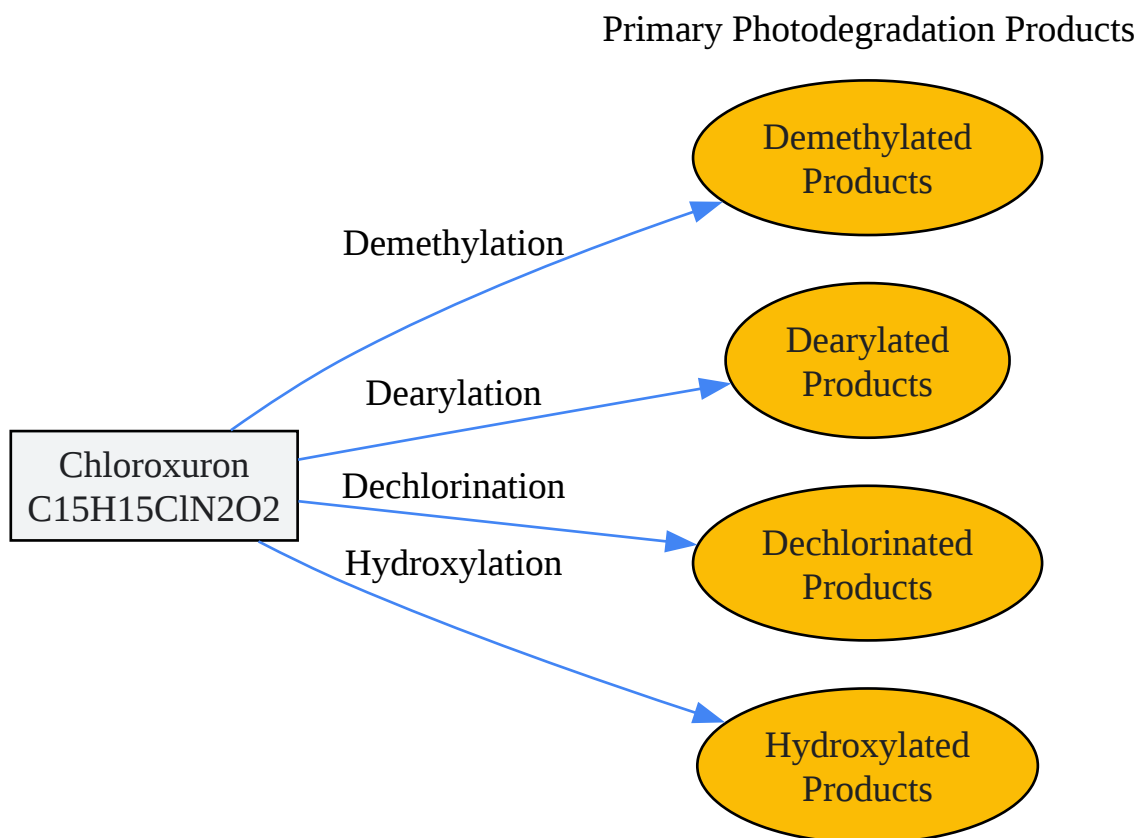 Primary Photodegradation Products
Demethylated
Products
Demethylation
Dearylated
Products
Dearylation
Chloroxuron
C15H15ClN2O2
Dechlorination
Dechlorinated
Products
Hydroxylation
Hydroxylated
Products